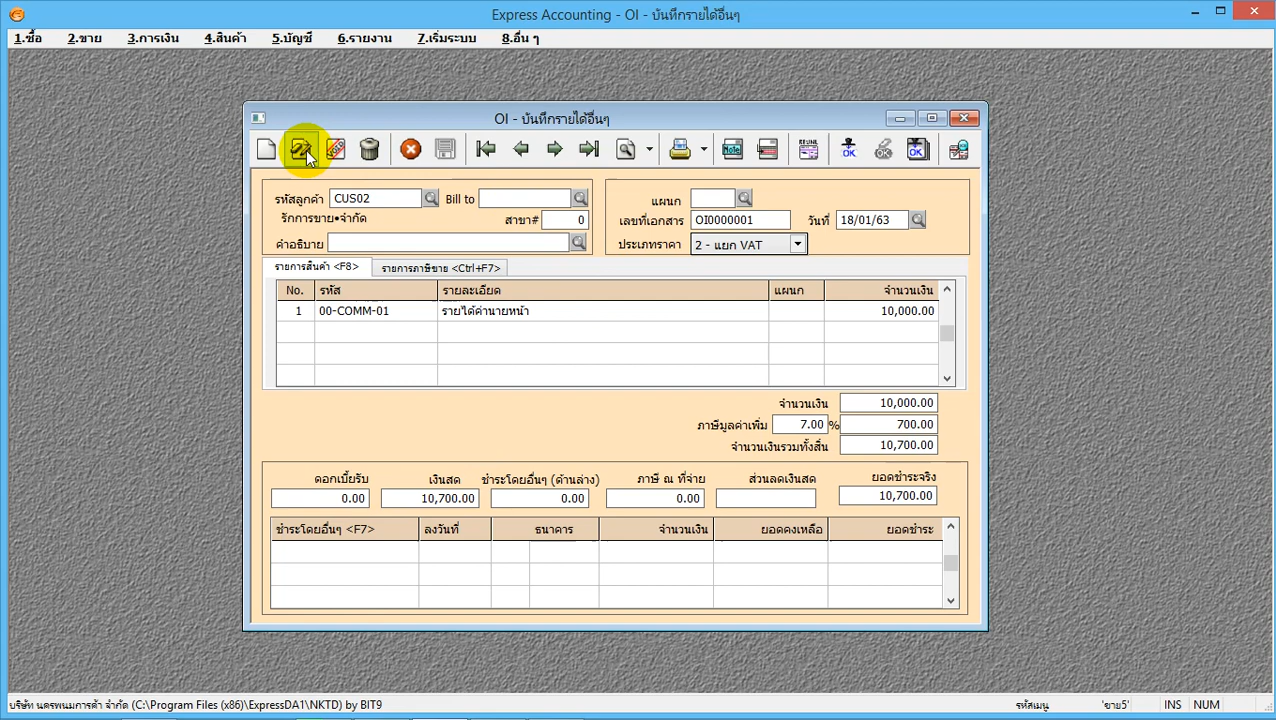 Express Accounting - OI - บันทึกรายได้อื่นๆ
1.ซื้อ 2.ขาย 3.การเงิน 4.สินค้า 5.บัญชี 6.รายงาน 7.เริ่มระบบ 8.อื่น ๆ
OI - บันทึกรายได้อื่นๆ
รหัสลูกค้า CUS02 Bill to แผนก
รักการขาย•จำกัด สาขา# 0 เลขที่เอกสาร OI0000001 วันที่ 18/01/63
คำอธิบาย ประเภทราคา 2 - แยก VAT
รายการสินค้า <F8> รายการภาษีขาย <Ctrl+F7>
No. รหัส รายละเอียด แผนก จำนวนเงิน
1 00-COMM-01 รายได้ค่านายหน้า 10,000.00
จำนวนเงิน 10,000.00
ภาษีมูลค่าเพิ่ม 7.00 % 700.00
จำนวนเงินรวมทั้งสิ้น 10,700.00
ดอกเบี้ยรับ เงินสด ชำระโดยอื่นๆ (ด้านล่าง) ภาษี ณ ที่จ่าย ส่วนลดเงินสด ยอดชำระจริง
0.00 10,700.00 0.00 0.00 10,700.00
ชำระโดยอื่นๆ <F7> ลงวันที่ ธนาคาร จำนวนเงิน ยอดคงเหลือ ยอดชำระ
บริษัท นครพนมการค้า จำกัด (C:\Program Files (x86)\ExpressDA1\NKTD) by BIT9 รหัสเมนู 'ขาย5' INS NUM